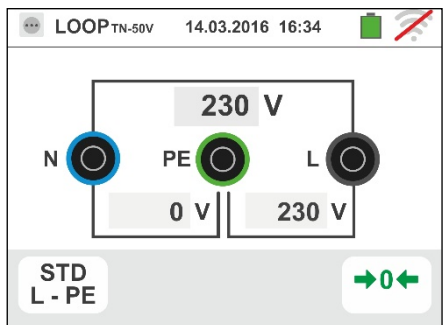 LOOP TN-50V 14.03.2016 16:34
230 V
N PE L
0 V 230 V
STD
L - PE
→0←